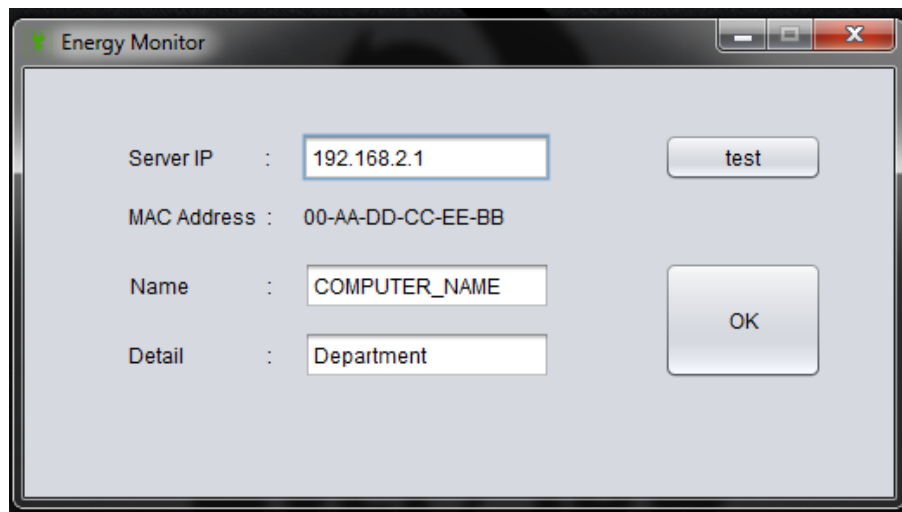 Energy Monitor
Server IP : 192.168.2.1 test
MAC Address : 00-AA-DD-CC-EE-BB
Name : COMPUTER_NAME
OK
Detail : Department